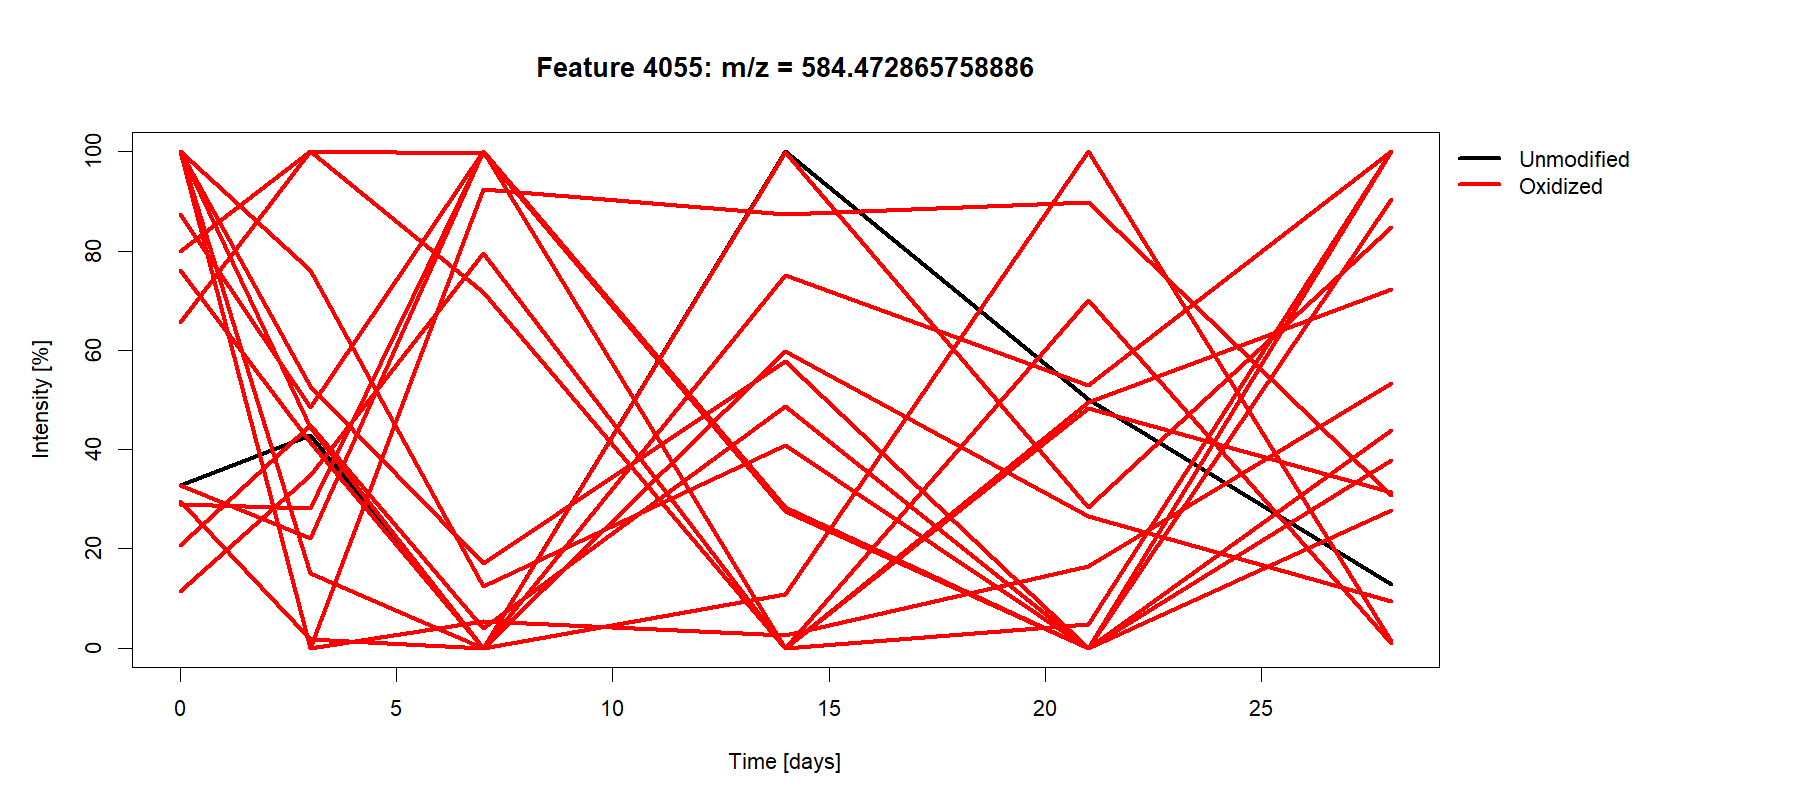 Feature 4055: m/z = 584.472865758886
Unmodified
Oxidized
Intensity [%]
100
80
60
40
20
0
0 5 10 15 20 25
Time [days]